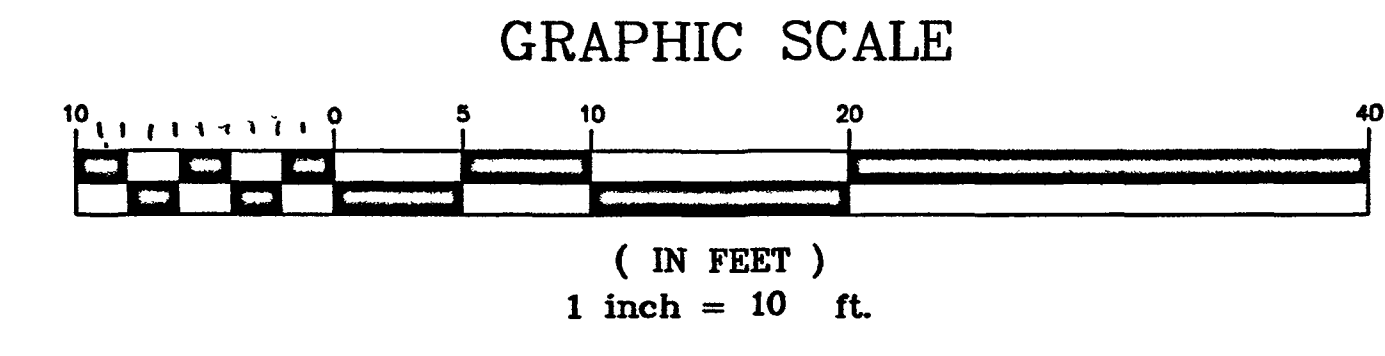 GRAPHIC SCALE
10 0 5 10 20 40
( IN FEET )
1 inch = 10 ft.